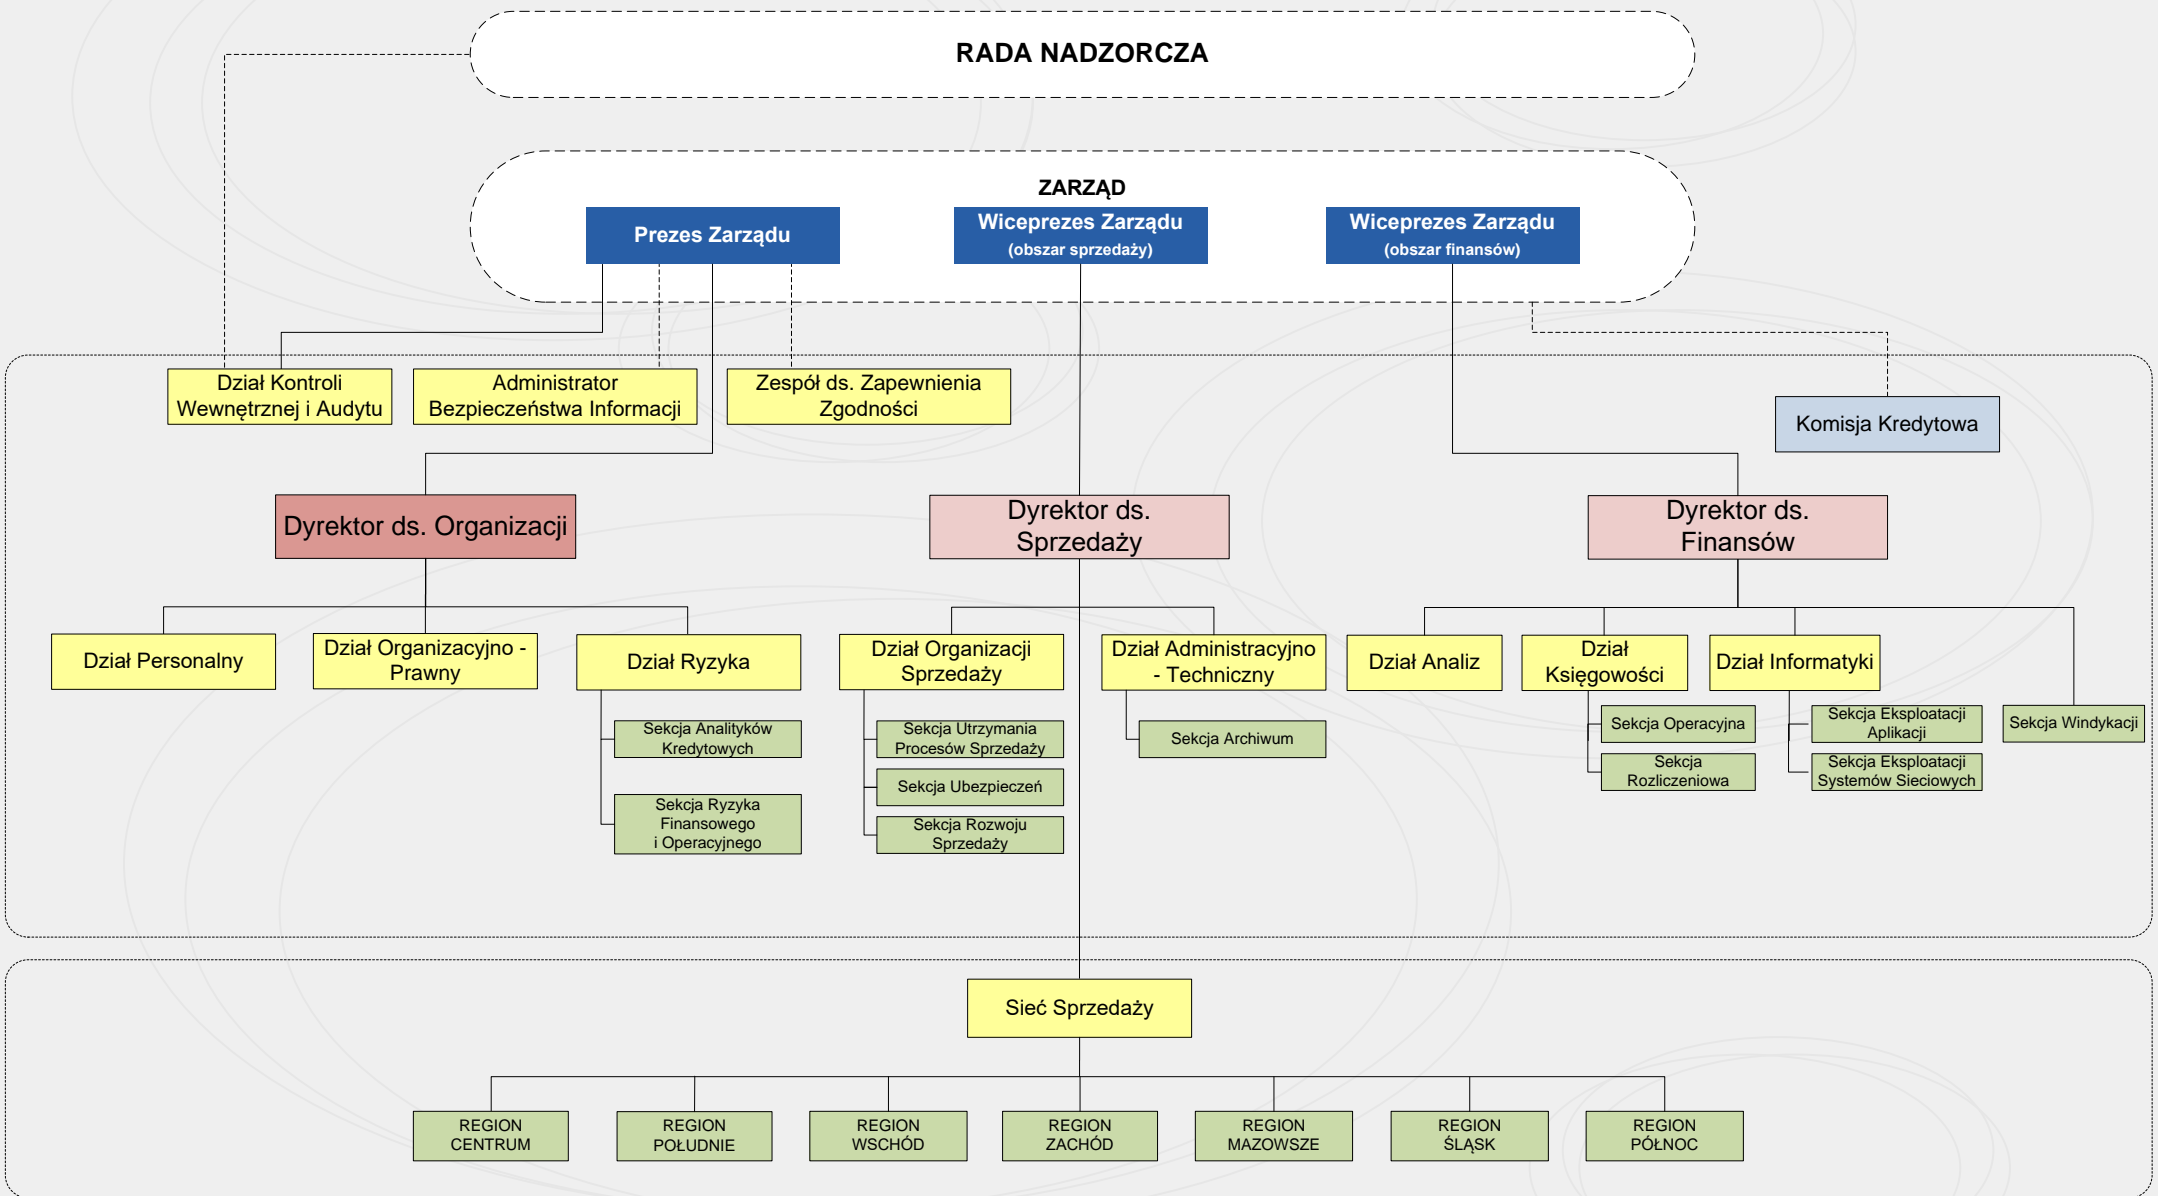 RADA NADZORCZA
ZARZĄD
Prezes Zarządu
Wiceprezes Zarządu
(obszar sprzedaży)
Wiceprezes Zarządu
(obszar finansów)
Dział Kontroli
Wewnętrznej i Audytu
Administrator
Bezpieczeństwa Informacji
Zespół ds. Zapewnienia
Zgodności
Komisja Kredytowa
Dyrektor ds. Organizacji
Dyrektor ds.
Sprzedaży
Dyrektor ds.
Finansów
Dział Personalny
Dział Organizacyjno -
Prawny
Dział Ryzyka
Dział Organizacji
Sprzedaży
Dział Administracyjno
- Techniczny
Dział Analiz
Dział
Księgowości
Dział Informatyki
Sekcja Analityków
Kredytowych
Sekcja Ryzyka
Finansowego
i Operacyjnego
Sekcja Utrzymania
Procesów Sprzedaży
Sekcja Ubezpieczeń
Sekcja Rozwoju
Sprzedaży
Sekcja Archiwum
Sekcja Operacyjna
Sekcja
Rozliczeniowa
Sekcja Eksploatacji
Aplikacji
Sekcja Eksploatacji
Systemów Sieciowych
Sekcja Windykacji
Sieć Sprzedaży
REGION
CENTRUM
REGION
POŁUDNIE
REGION
WSCHÓD
REGION
ZACHÓD
REGION
MAZOWSZE
REGION
ŚLĄSK
REGION
PÓŁNOC